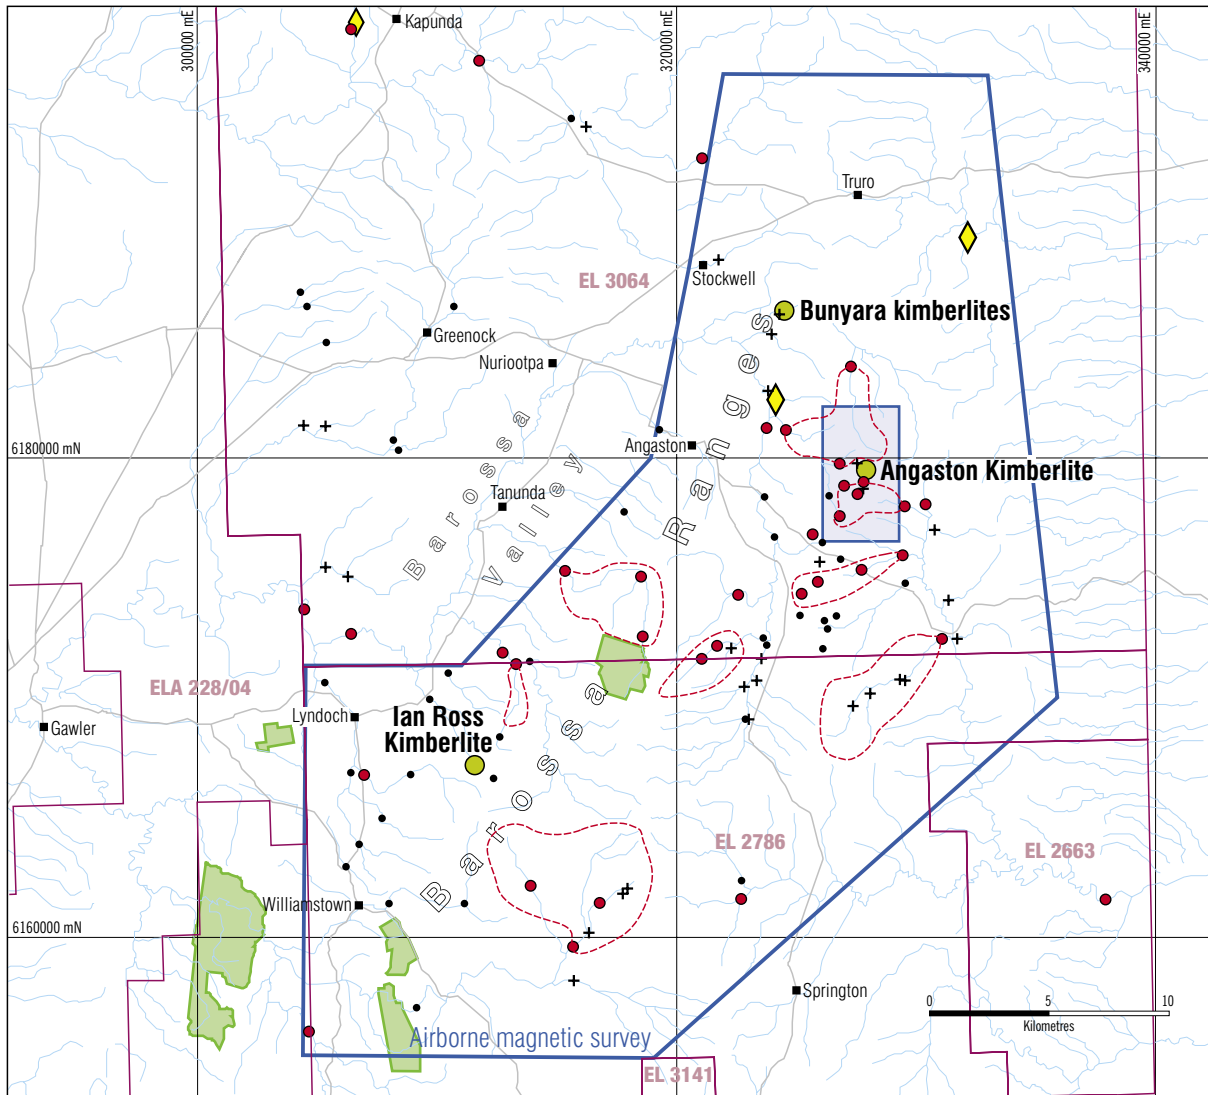 300000 mE
320000 mE
340000 mE
Kapunda
Truro
EL 3064
Stockwell
Bunyara kimberlites
Greenock
Nuriootpa
Angaston
6180000 mN
Angaston Kimberlite
Tanunda
Barossa
Valley
Barossa Ranges
ELA 228/04
Gawler
Lyndoch
Ian Ross
Kimberlite
EL 2786
EL 2663
Williamstown
6160000 mN
Springton
0 5 10
Kilometres
Airborne magnetic survey
EL 3141